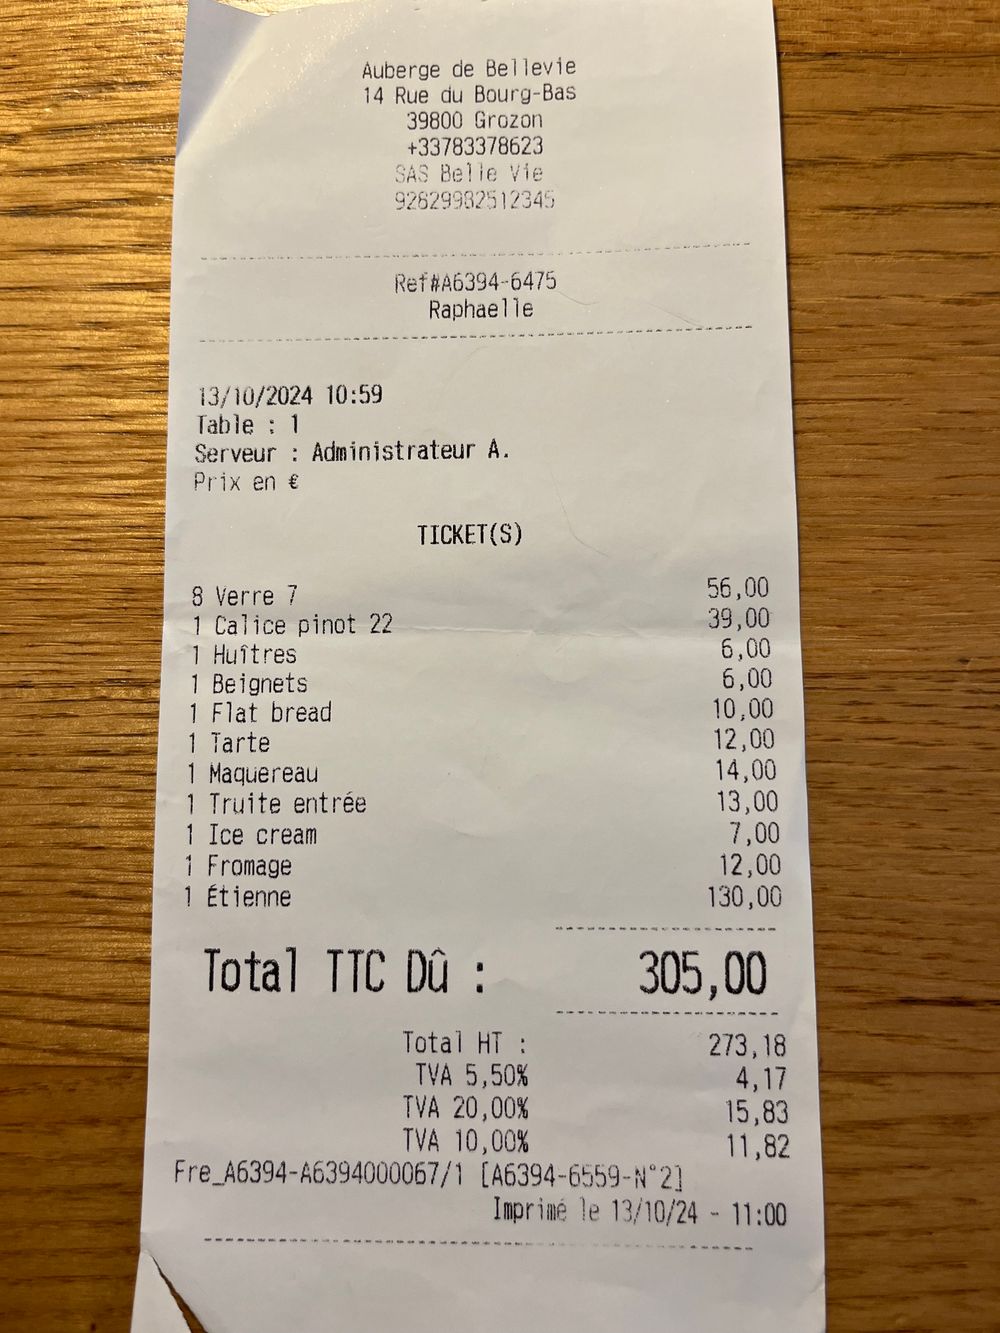 Auberge de Bellevie
14 Rue du Bourg-Bas
39800 Grozon
+33783378623
SAS Belle Vie
92829982512345
Ref#A6394-6475
Raphaelle
13/10/2024 10:59
Table : 1
Serveur : Administrateur A.
Prix en €
TICKET(S)
8 Verre 7 56,00
1 Calice pinot 22 39,00
1 Huîtres 6,00
1 Beignets 6,00
1 Flat bread 10,00
1 Tarte 12,00
1 Maquereau 14,00
1 Truite entrée 13,00
1 Ice cream 7,00
1 Fromage 12,00
1 Étienne 130,00
Total TTC Dû : 305,00
Total HT : 273,18
TVA 5,50% 4,17
TVA 20,00% 15,83
TVA 10,00% 11,82
Fre_A6394-A6394000067/1 [A6394-6559-N°2]
Imprimé le 13/10/24 - 11:00